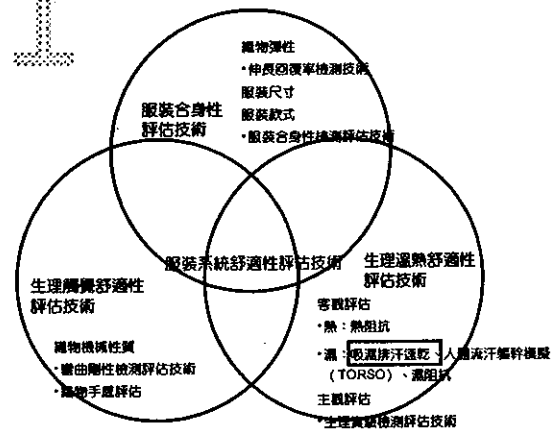 織物彈性
•伸長回覆率檢測技術
服裝尺寸
服裝款式
•服裝合身性檢測評估技術
服裝合身性
評估技術
服裝系統舒適性評估技術
生理觸覺舒適性
評估技術
織物機械性質
•彎曲剛性檢測評估技術
•織物手感評估
生理溫熱舒適性
評估技術
客觀評估
•熱：熱阻抗
•濕：吸濕排汗速乾、人體流汗軀幹模擬
（TORSO）、濕阻抗
主觀評估
•生理實驗檢測評估技術